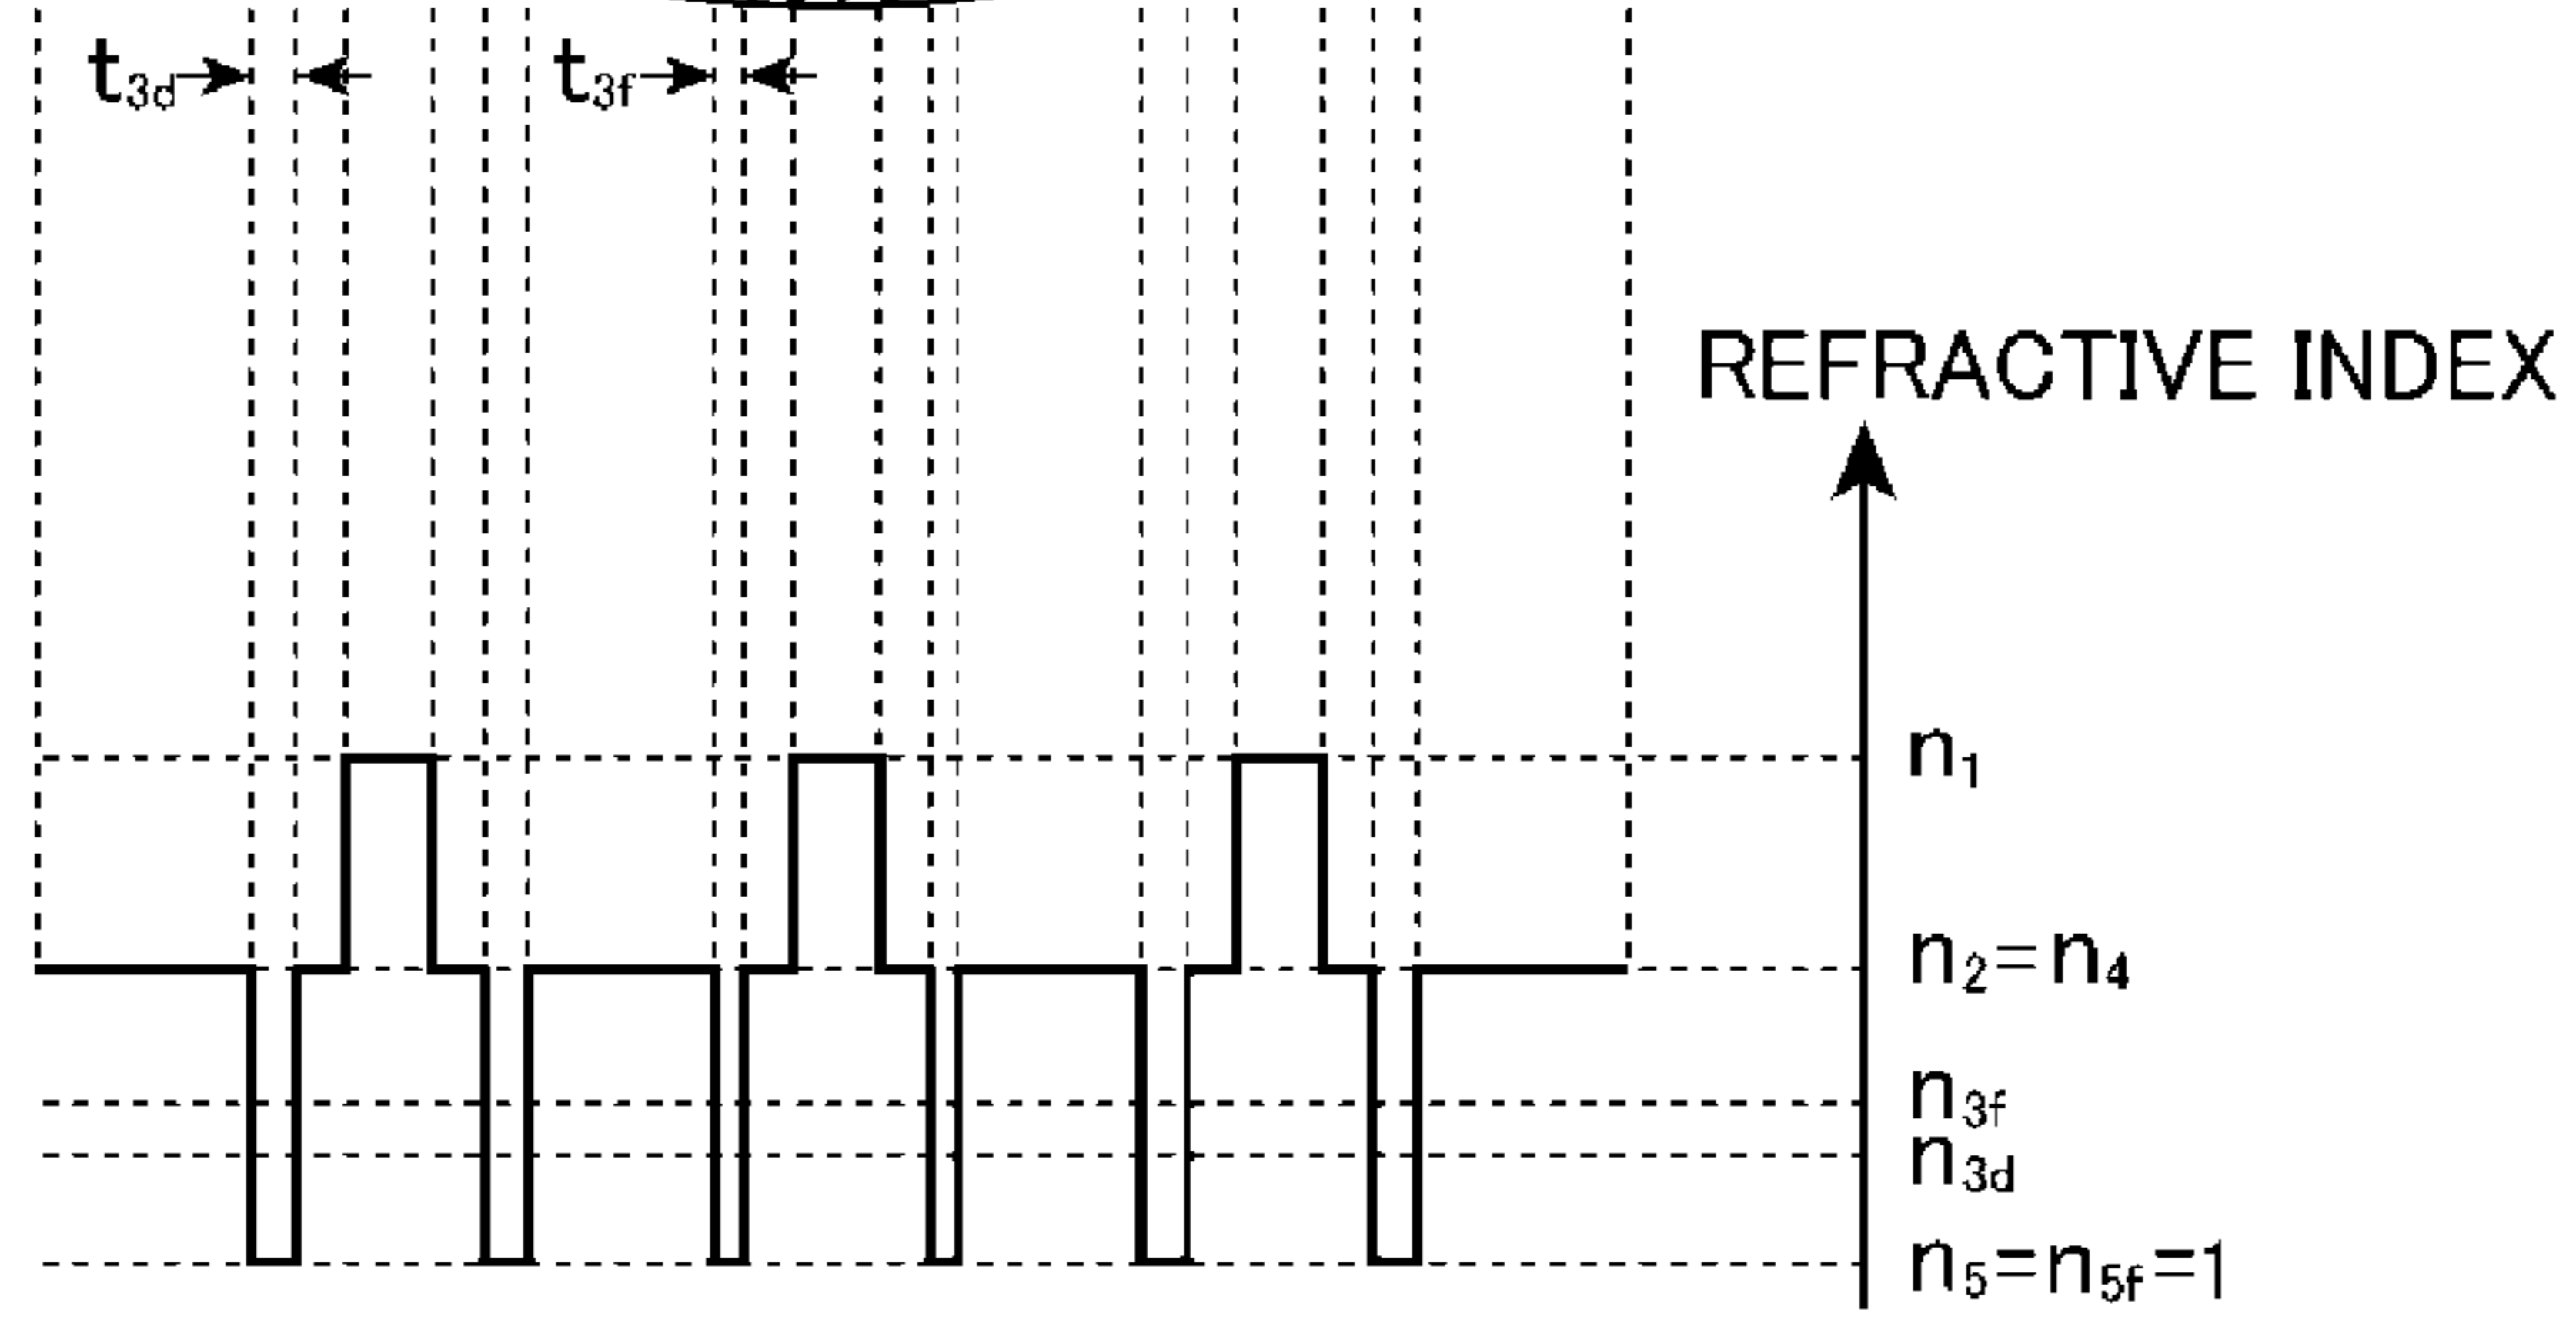 t3d t3f
REFRACTIVE INDEX
n1
n2=n4
n3f
n3d
n5=n5f=1